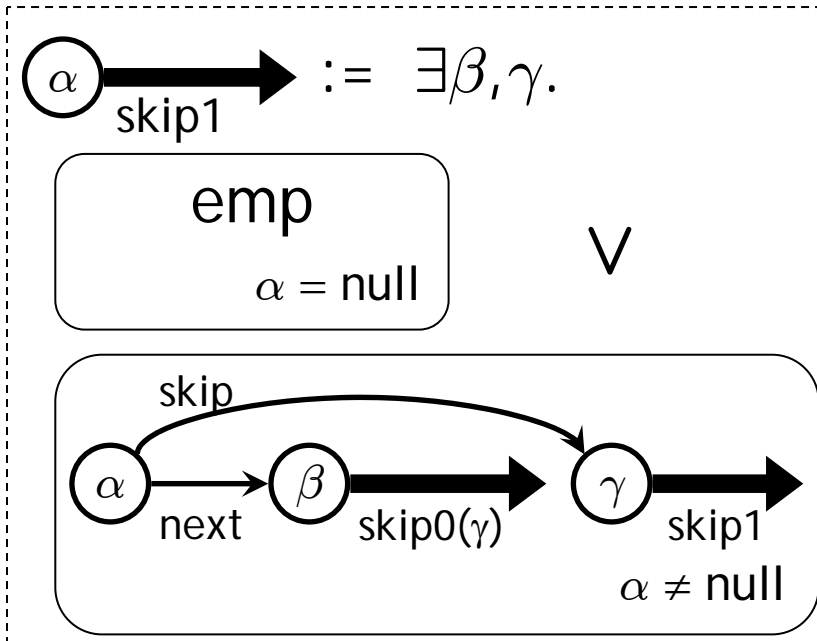 α := ∃β,γ.
skip1
emp
∨
α = null
skip
α β γ
next skip0(γ) skip1
α ≠ null